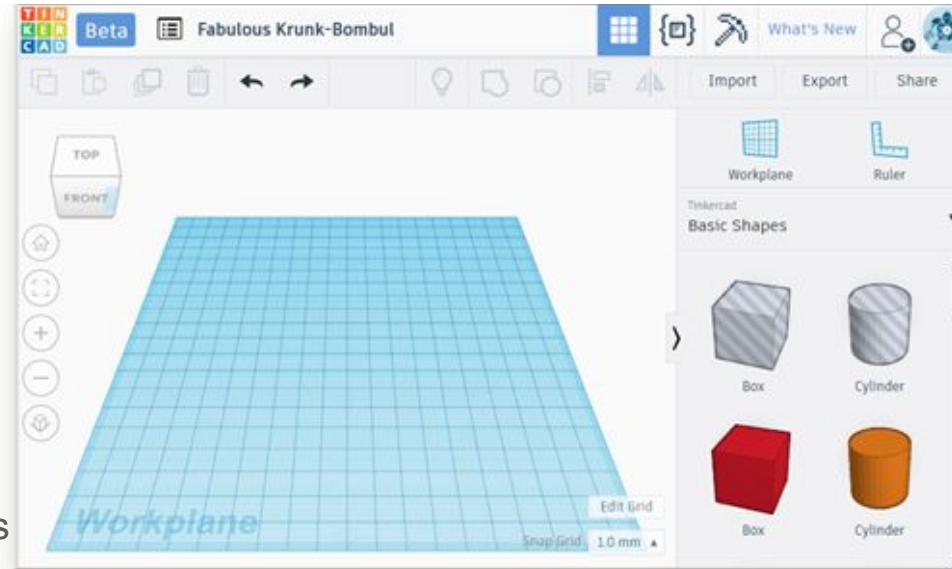 TIN
KER
CAD
Beta
Fabulous Krunk-Bombul
What's New
Import
Export
Share
TOP
FRONT
Workplane
Ruler
Tinkercad
Basic Shapes
Box
Cylinder
Box
Cylinder
Workplane
Edit Grid
Snap Grid 1.0 mm
s